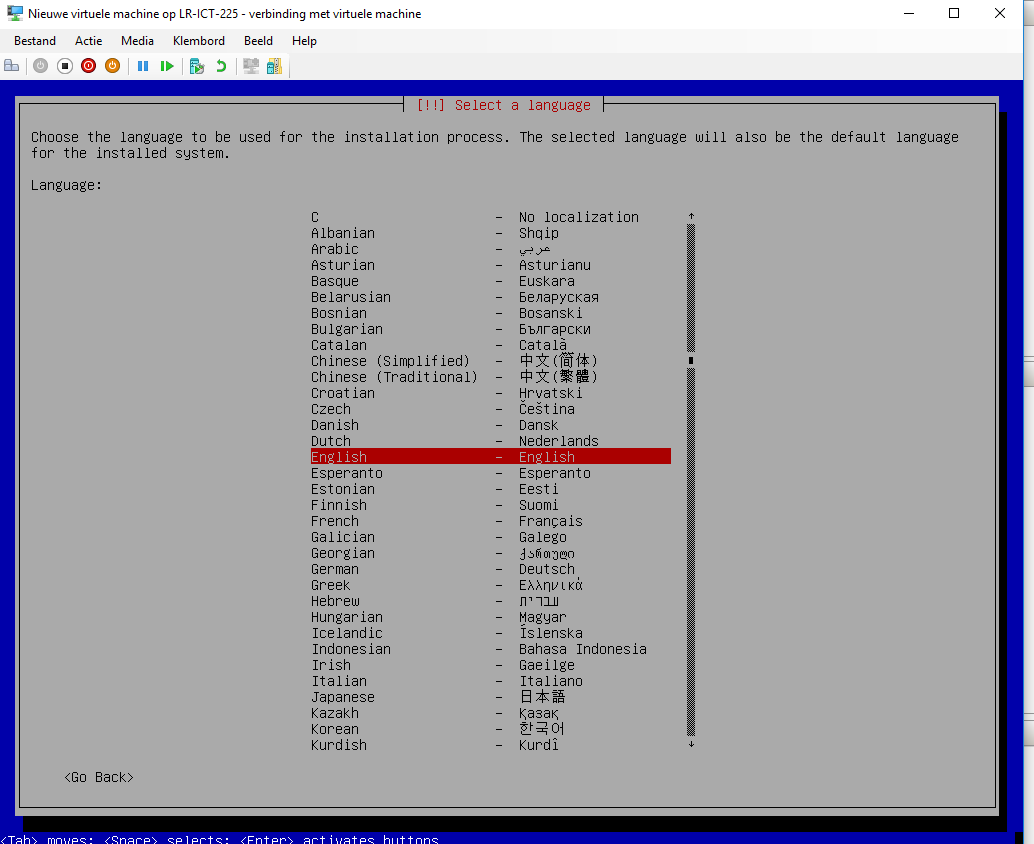 Nieuwe virtuele machine op LR-ICT-225 - verbinding met virtuele machine
Bestand Actie Media Klembord Beeld Help
[!!] Select a language
Choose the language to be used for the installation process. The selected language will also be the default language
for the installed system.
Language:
C - No localization
Albanian - Shqip
Arabic - عربي
Asturian - Asturianu
Basque - Euskara
Belarusian - Беларуская
Bosnian - Bosanski
Bulgarian - Български
Catalan - Català
Chinese (Simplified) - 中文(简体)
Chinese (Traditional) - 中文(繁體)
Croatian - Hrvatski
Czech - Čeština
Danish - Dansk
Dutch - Nederlands
English - English
Esperanto - Esperanto
Estonian - Eesti
Finnish - Suomi
French - Français
Galician - Galego
Georgian - ქართული
German - Deutsch
Greek - Ελληνικά
Hebrew - עברית
Hungarian - Magyar
Icelandic - Íslenska
Indonesian - Bahasa Indonesia
Irish - Gaeilge
Italian - Italiano
Japanese - 日本語
Kazakh - Қазақ
Korean - 한국어
Kurdish - Kurdî
<Go Back>
<Tab> moves; <Space> selects; <Enter> activates buttons